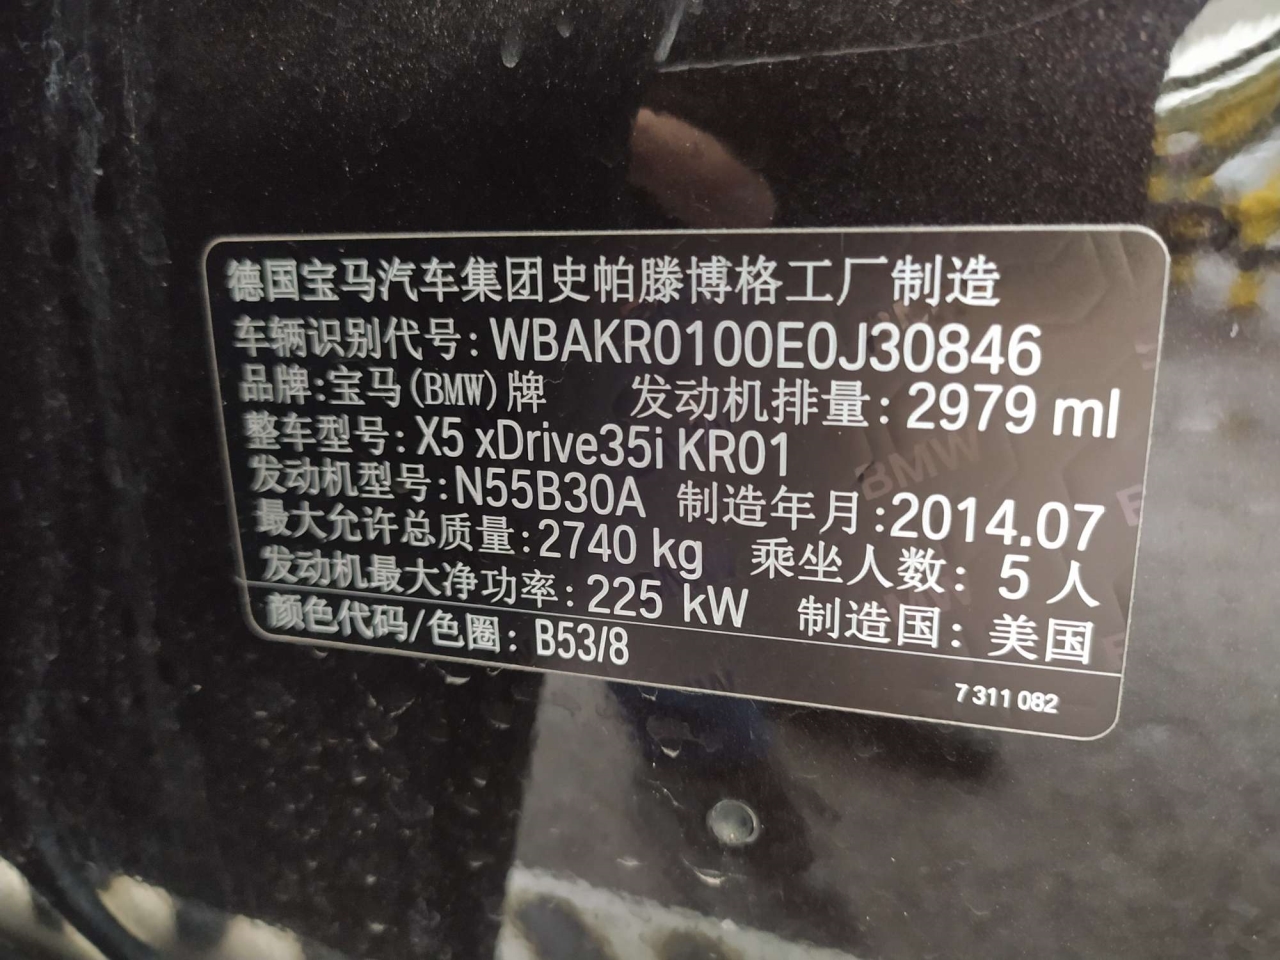 德国宝马汽车集团史帕滕博格工厂制造
车辆识别代号: WBAKR0100E0J30846
品牌:宝马(BMW)牌 发动机排量: 2979 ml
整车型号: X5 xDrive35i KR01
发动机型号:N55B30A 制造年月:2014.07
最大允许总质量:2740 kg 乘坐人数: 5 人
发动机最大净功率: 225 kW 制造国: 美国
颜色代码/色圈: B53/8
7 311 082